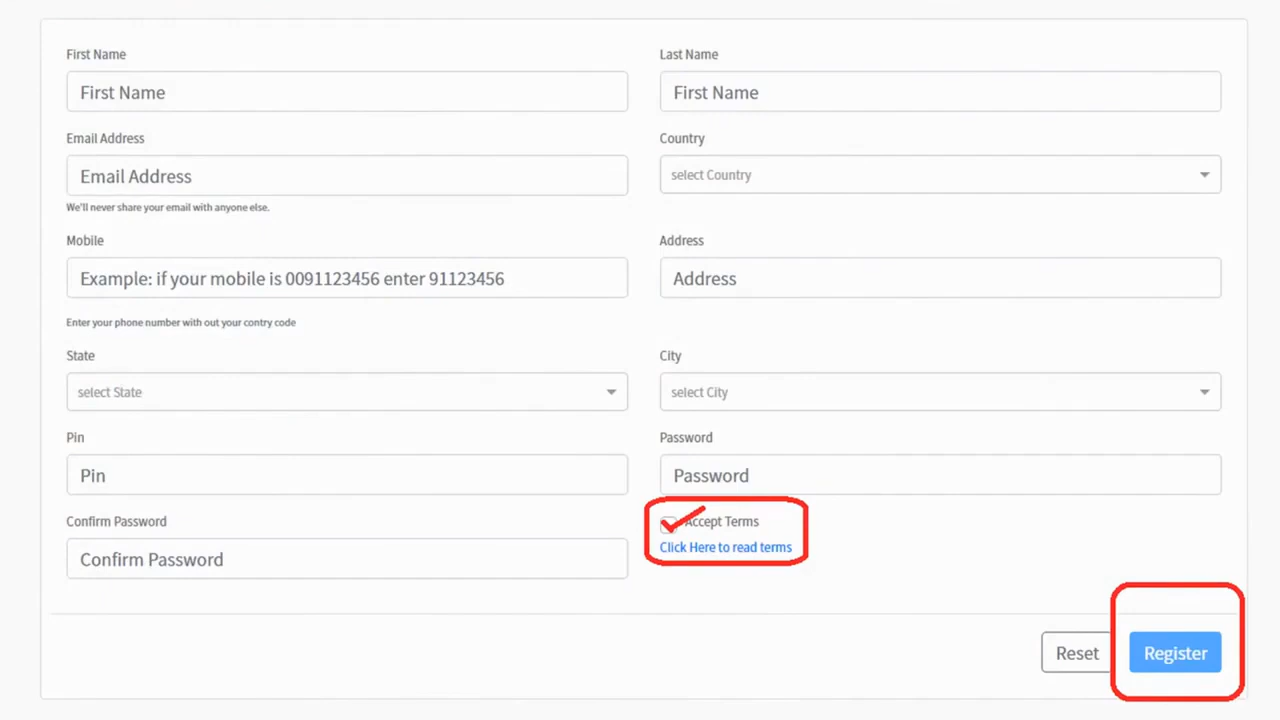 First Name
Last Name
First Name
First Name
Email Address
Country
Email Address
select Country
We'll never share your email with anyone else.
Mobile
Address
Example: if your mobile is 0091123456 enter 91123456
Address
Enter your phone number with out your contry code
State
City
select State
select City
Pin
Password
Pin
Password
Confirm Password
Accept Terms
Click Here to read terms
Confirm Password
Reset
Register